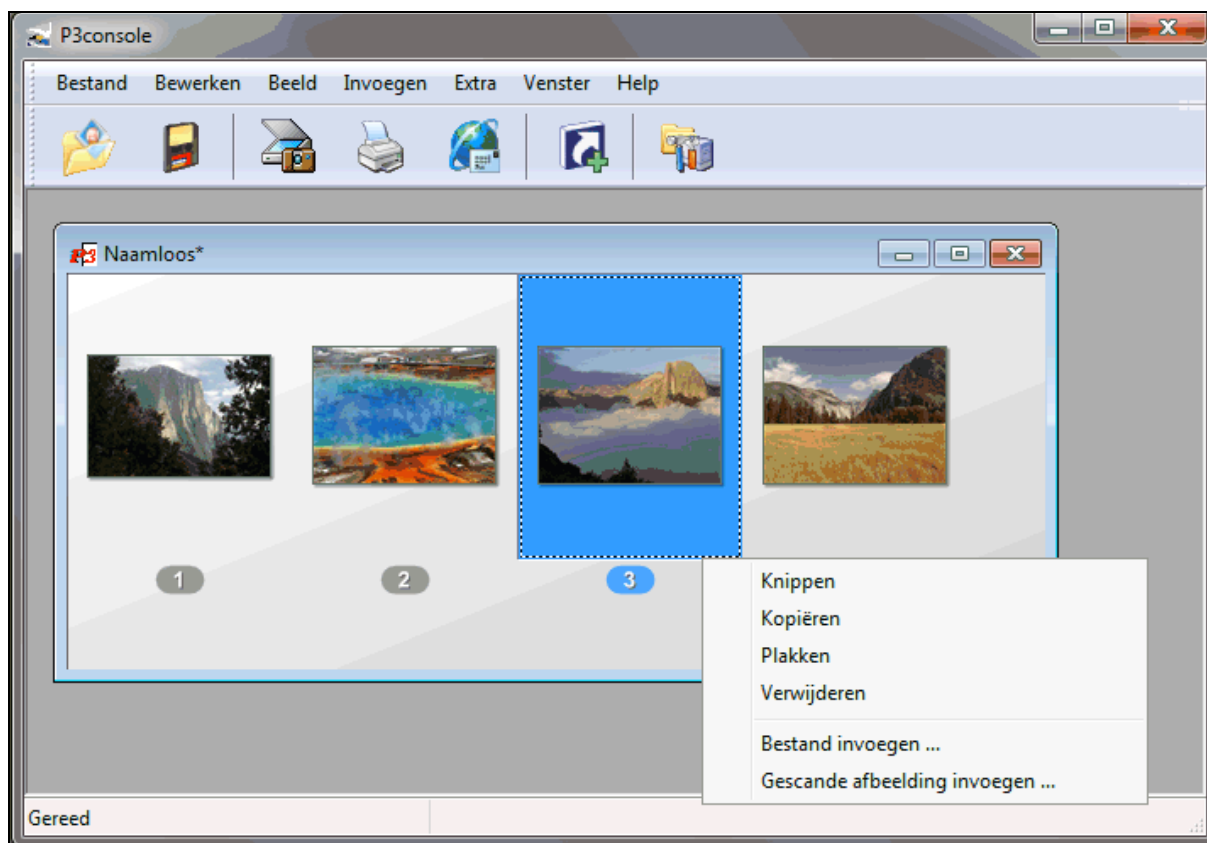 P3console
Bestand Bewerken Beeld Invoegen Extra Venster Help
P3 Naamloos*
1 2 3
Knippen
Kopiëren
Plakken
Verwijderen
Bestand invoegen ...
Gescande afbeelding invoegen ...
Gereed